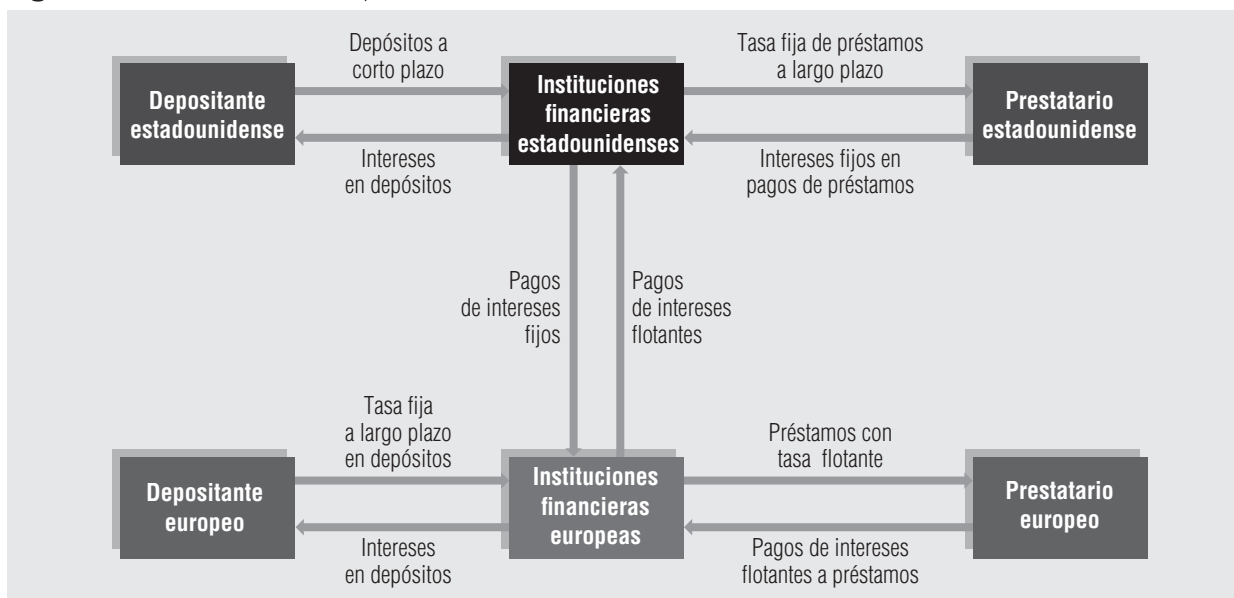 Depósitos a
corto plazo
Tasa fija de préstamos
a largo plazo
Depositante
estadounidense
Instituciones
financieras
estadounidenses
Prestatario
estadounidense
Intereses
en depósitos
Intereses fijos en
pagos de préstamos
Pagos
de intereses
fijos
Pagos
de intereses
flotantes
Tasa fija
a largo plazo
en depósitos
Préstamos con
tasa flotante
Depositante
europeo
Instituciones
financieras
europeas
Prestatario
europeo
Intereses
en depósitos
Pagos de intereses
flotantes a préstamos